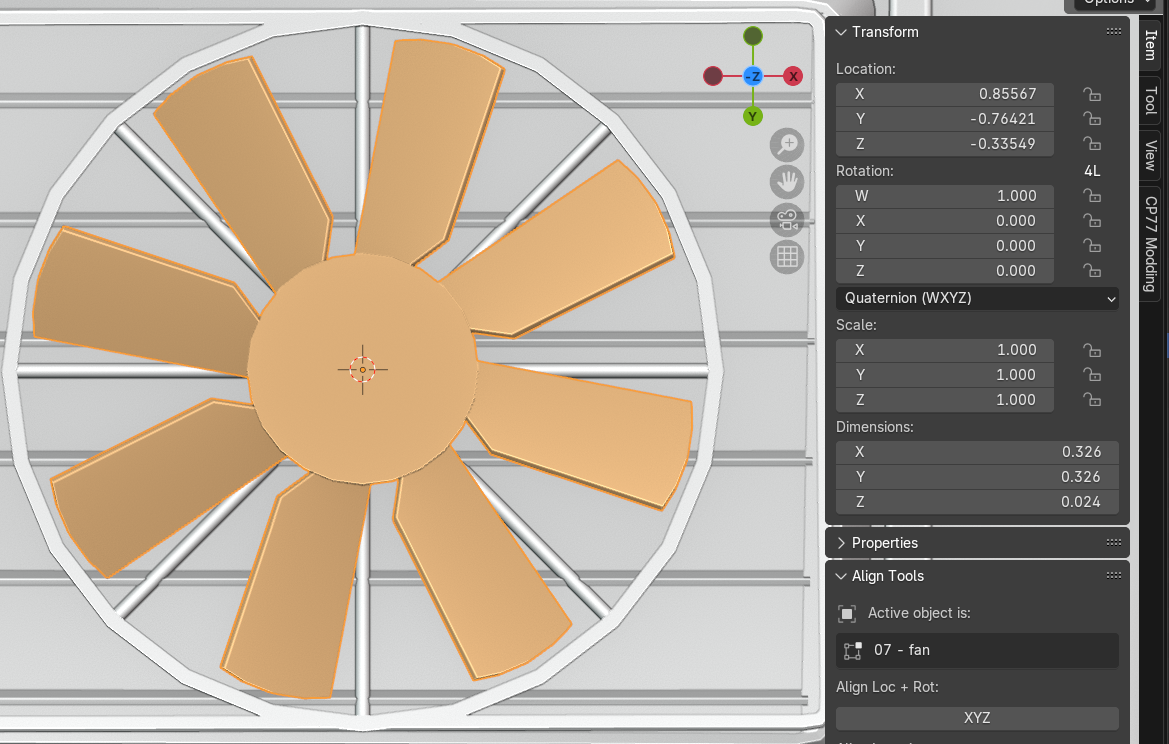 Options
-Z
X
Y
Transform
Location:
X 0.85567
Y -0.76421
Z -0.33549
Rotation: 4L
W 1.000
X 0.000
Y 0.000
Z 0.000
Quaternion (WXYZ)
Scale:
X 1.000
Y 1.000
Z 1.000
Dimensions:
X 0.326
Y 0.326
Z 0.024
Properties
Align Tools
Active object is:
07 - fan
Align Loc + Rot:
XYZ
Item
Tool
View
CP77 Modding